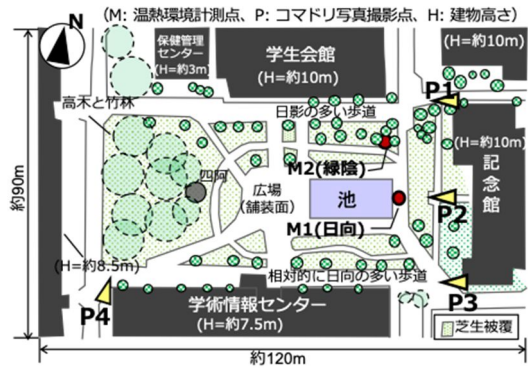 (M: 温熱環境計測点、P: コマドリ写真撮影点、H: 建物高さ)
N
保健管理
センター
(H=約3m)
学生会館
(H=約10m)
(H=約10m)
P1
高木と竹林
日影の多い歩道
(H=約10m)
記念館
M2(緑陰)
四阿
広場
(舗装面)
池
P2
M1(日向)
約90m
(H=約8.5m)
相対的に日向の多い歩道
P4
学術情報センター
(H=約7.5m)
P3
芝生被覆
約120m